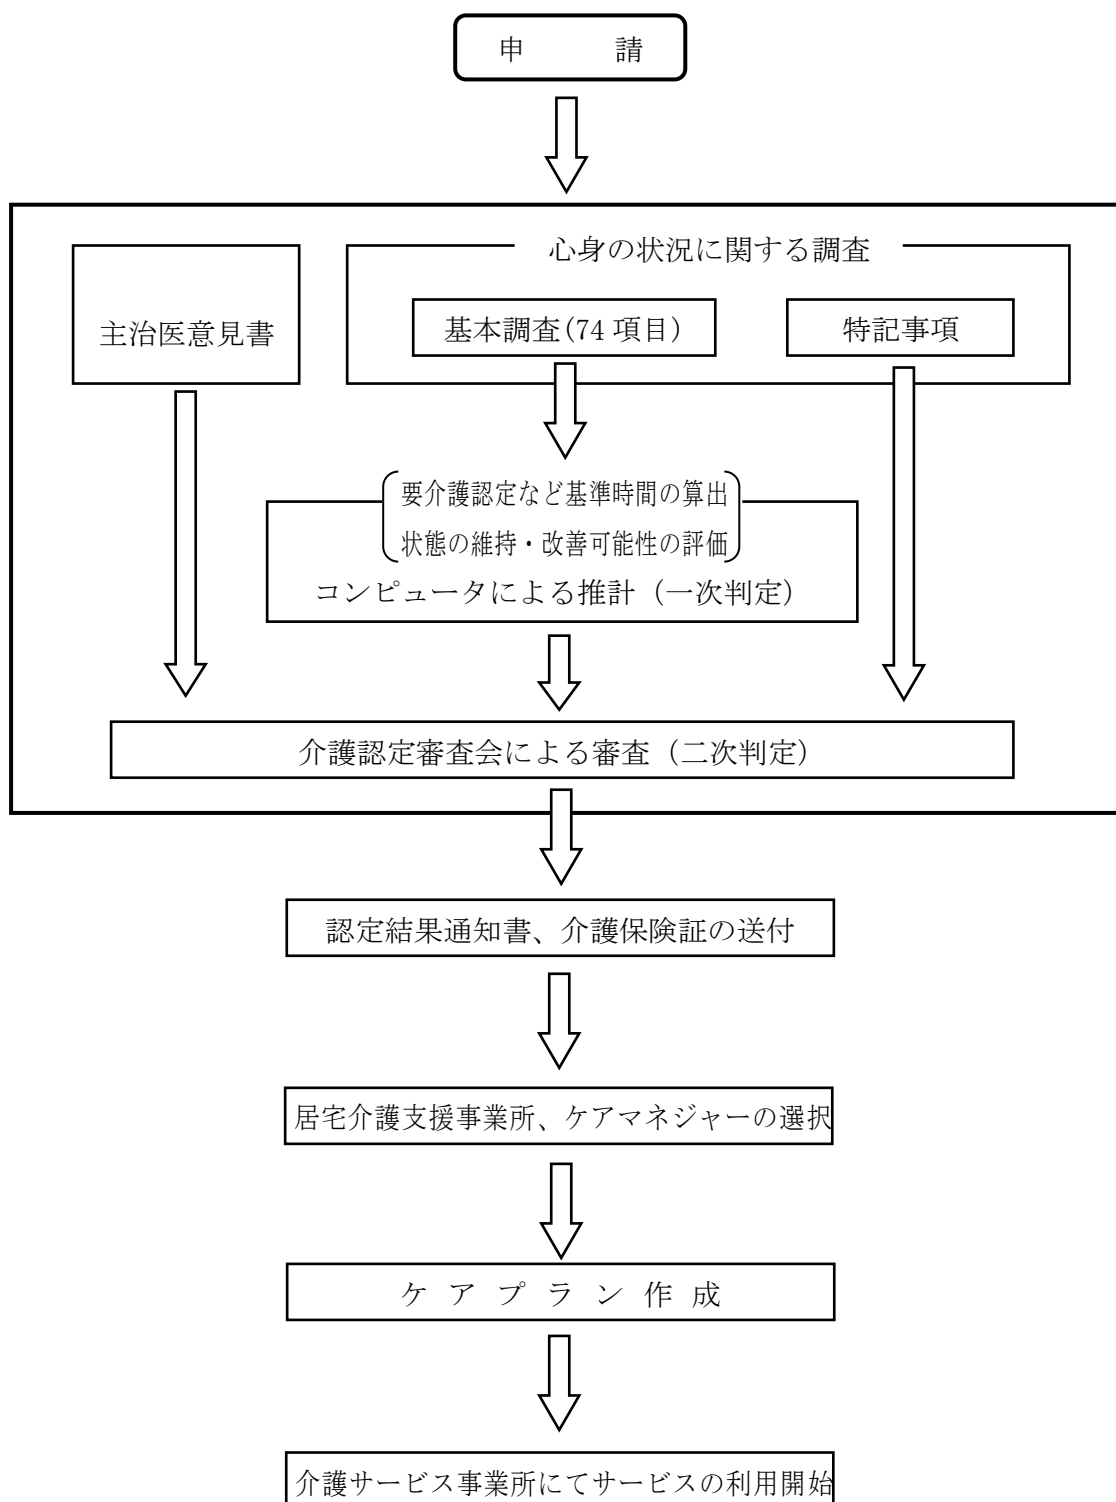 申　　　請
心身の状況に関する調査
主治医意見書
基本調査(74 項目)
特記事項
要介護認定など基準時間の算出
状態の維持・改善可能性の評価
コンピュータによる推計（一次判定）
介護認定審査会による審査（二次判定）
認定結果通知書、介護保険証の送付
居宅介護支援事業所、ケアマネジャーの選択
ケ ア プ ラ ン 作 成
介護サービス事業所にてサービスの利用開始